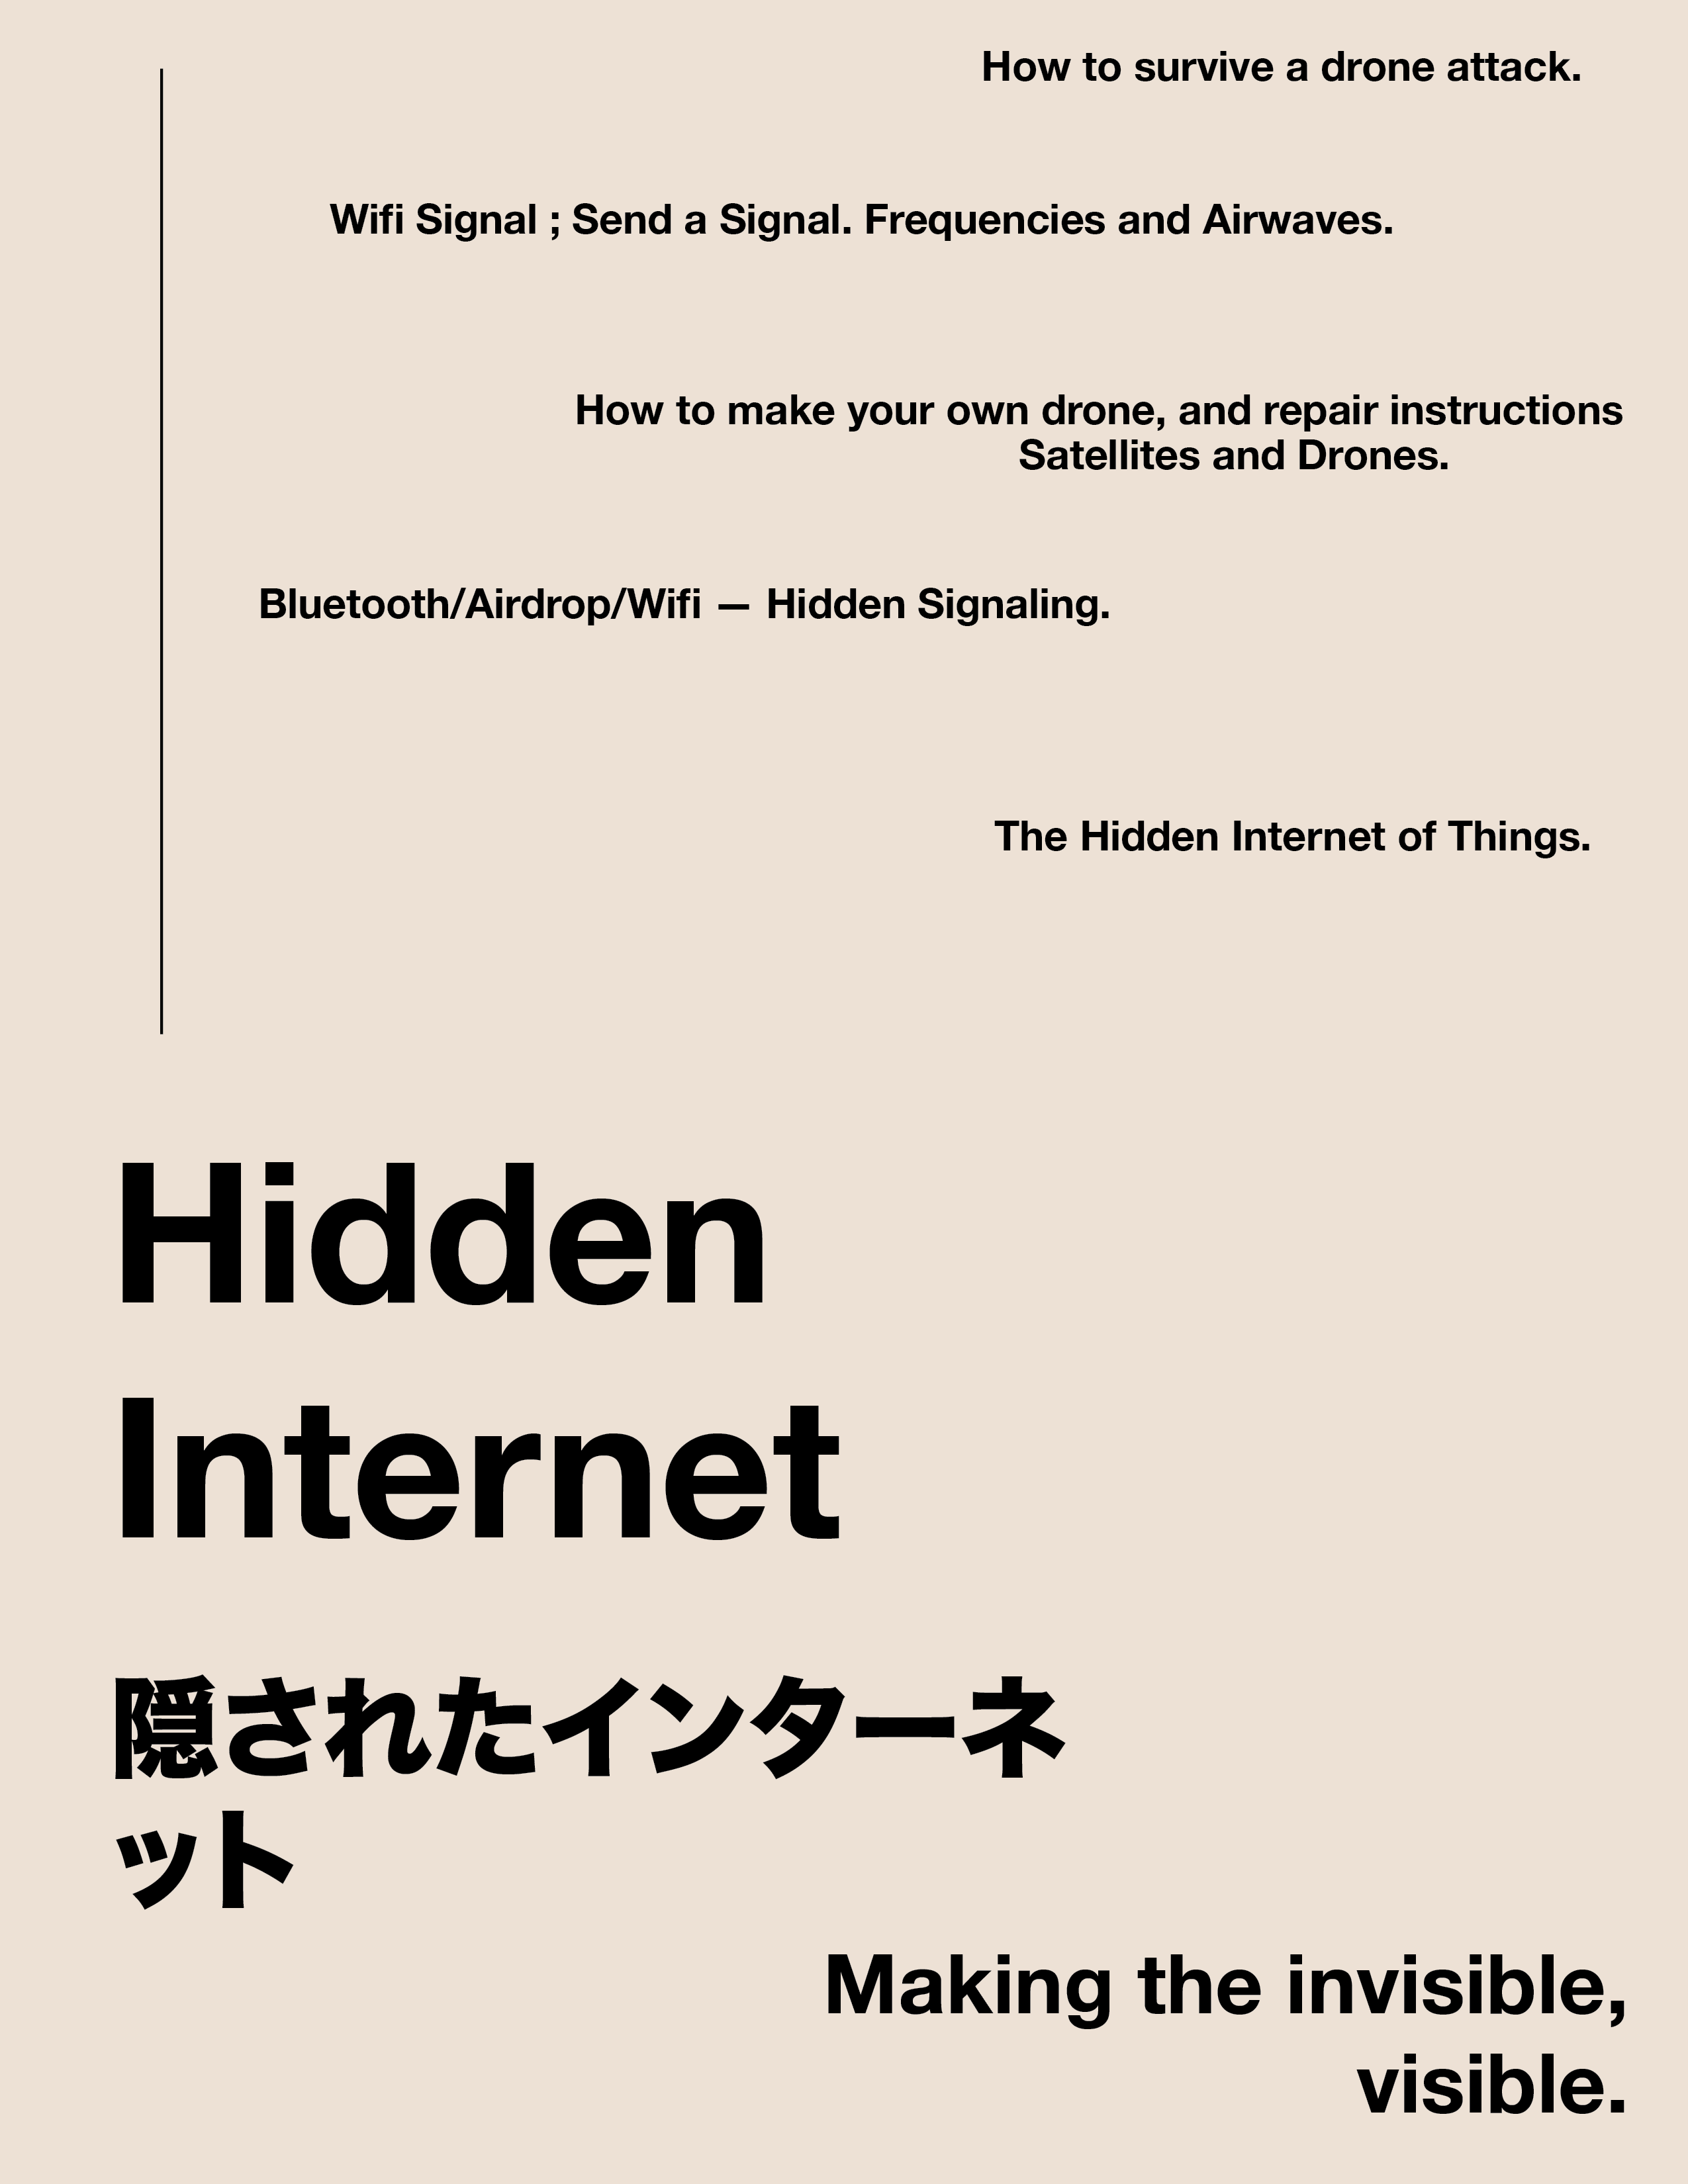 How to survive a drone attack.
Wifi Signal ; Send a Signal. Frequencies and Airwaves.
How to make your own drone, and repair instructions
Satellites and Drones.
Bluetooth/Airdrop/Wifi — Hidden Signaling.
The Hidden Internet of Things.
Hidden
Internet
隠されたインターネ
ット
Making the invisible,
visible.